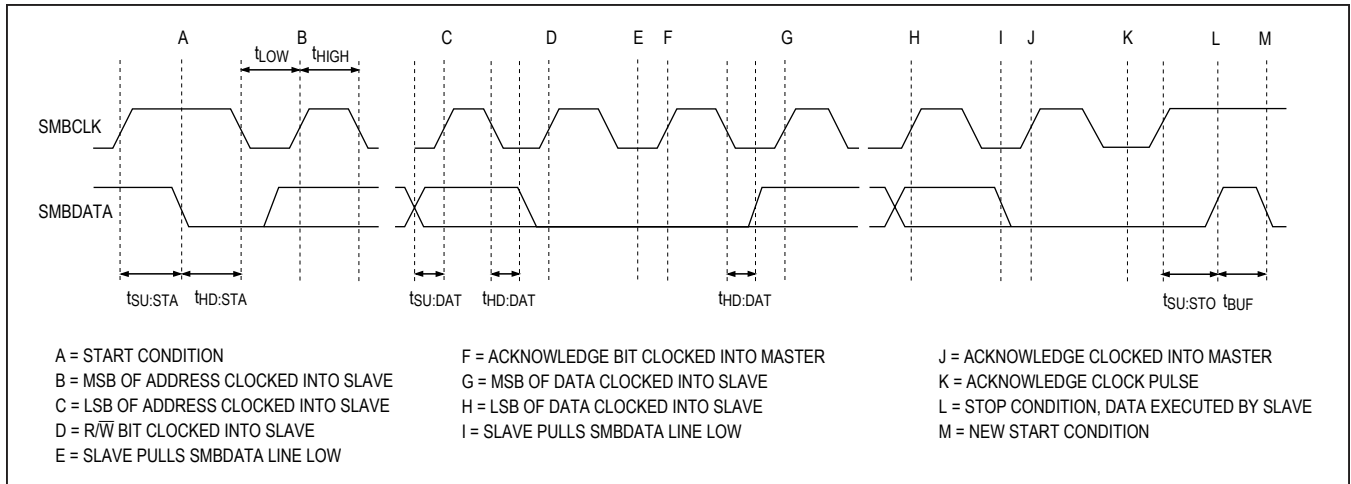 A B C D E F G H I J K L M
tLOW tHIGH
SMBCLK
SMBDATA
tSU:STA tHD:STA tSU:DAT tHD:DAT tHD:DAT tSU:STO tBUF
A = START CONDITION
B = MSB OF ADDRESS CLOCKED INTO SLAVE
C = LSB OF ADDRESS CLOCKED INTO SLAVE
D = R/W̅ BIT CLOCKED INTO SLAVE
E = SLAVE PULLS SMBDATA LINE LOW
F = ACKNOWLEDGE BIT CLOCKED INTO MASTER
G = MSB OF DATA CLOCKED INTO SLAVE
H = LSB OF DATA CLOCKED INTO SLAVE
I = SLAVE PULLS SMBDATA LINE LOW
J = ACKNOWLEDGE CLOCKED INTO MASTER
K = ACKNOWLEDGE CLOCK PULSE
L = STOP CONDITION, DATA EXECUTED BY SLAVE
M = NEW START CONDITION